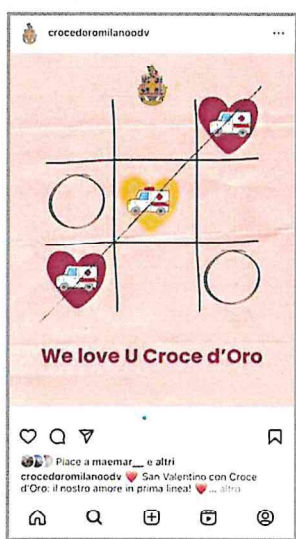 crocedoromilanoodv
We love U Croce d'Oro
Piace a maemar__ e altri
crocedoromilanoodv ❤️ San Valentino con Croce
d'Oro: il nostro amore in prima linea! ❤️... altro